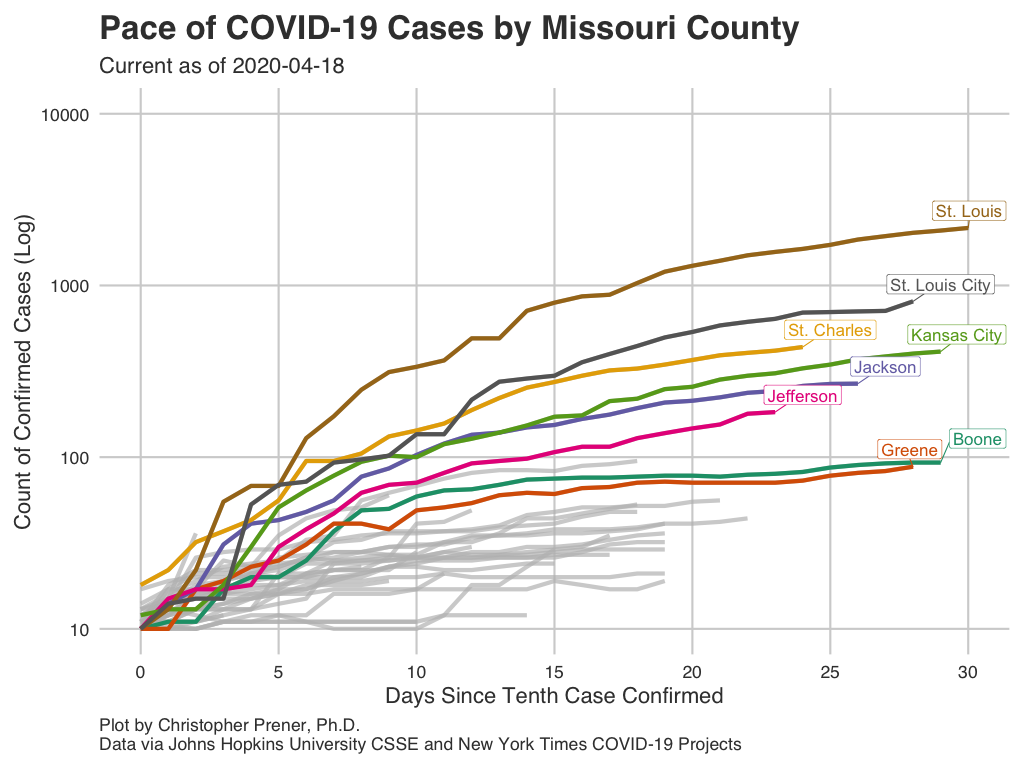 Pace of COVID-19 Cases by Missouri County
Current as of 2020-04-18
Count of Confirmed Cases (Log)
10000
1000
100
10
St. Louis
St. Louis City
St. Charles
Kansas City
Jackson
Jefferson
Boone
Greene
0 5 10 15 20 25 30
Days Since Tenth Case Confirmed
Plot by Christopher Prener, Ph.D.
Data via Johns Hopkins University CSSE and New York Times COVID-19 Projects